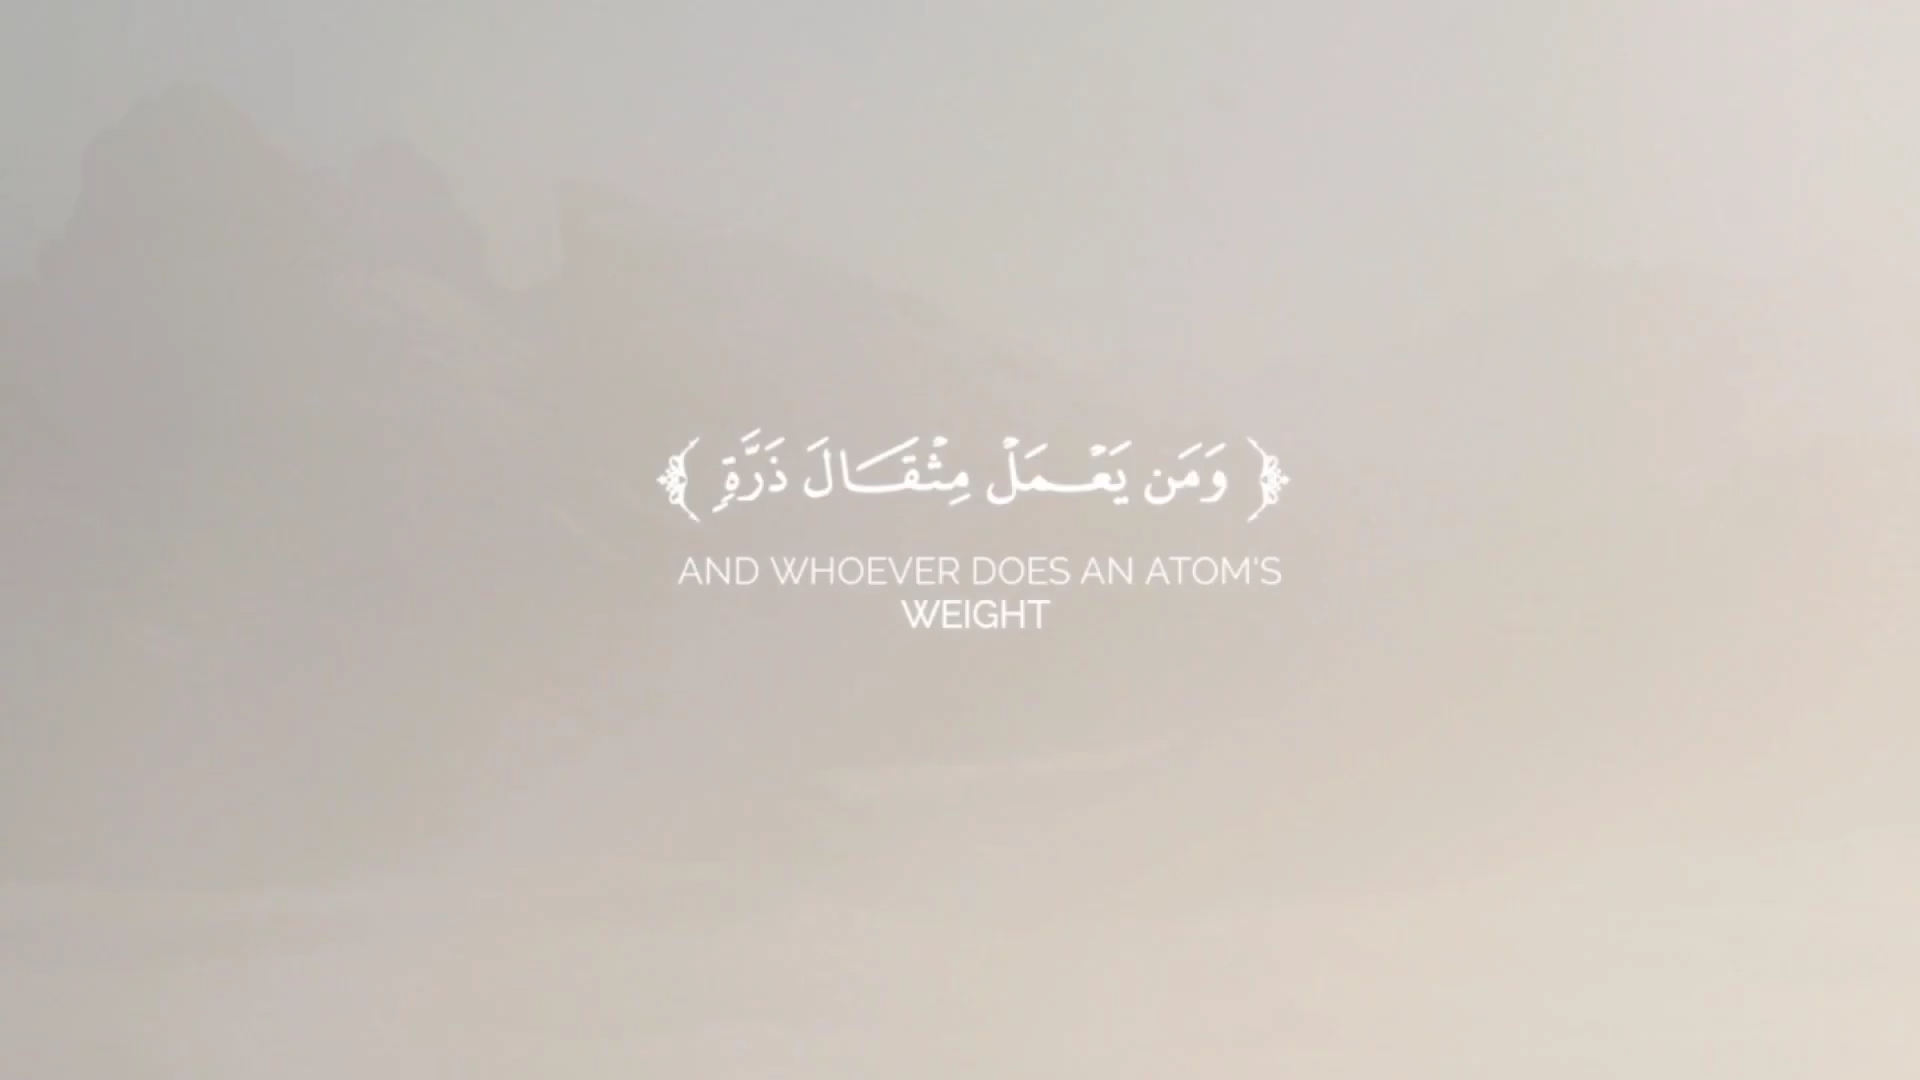 ﴿ وَمَن يَعْمَلْ مِثْقَالَ ذَرَّةٍ ﴾
AND WHOEVER DOES AN ATOM'S
WEIGHT